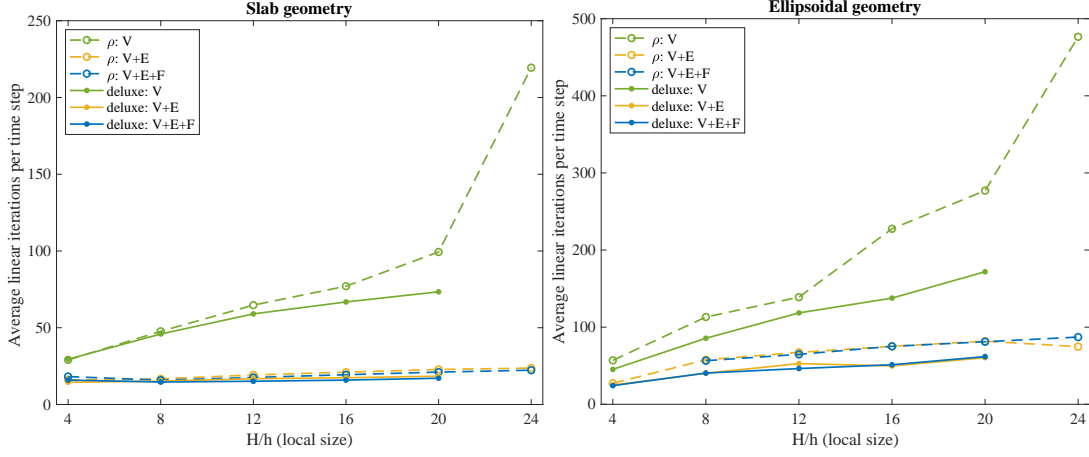 Slab geometry
Average linear iterations per time step
250
200
150
100
50
0
ρ: V
ρ: V+E
ρ: V+E+F
deluxe: V
deluxe: V+E
deluxe: V+E+F
4 8 12 16 20 24
H/h (local size)
Ellipsoidal geometry
Average linear iterations per time step
500
400
300
200
100
0
ρ: V
ρ: V+E
ρ: V+E+F
deluxe: V
deluxe: V+E
deluxe: V+E+F
4 8 12 16 20 24
H/h (local size)